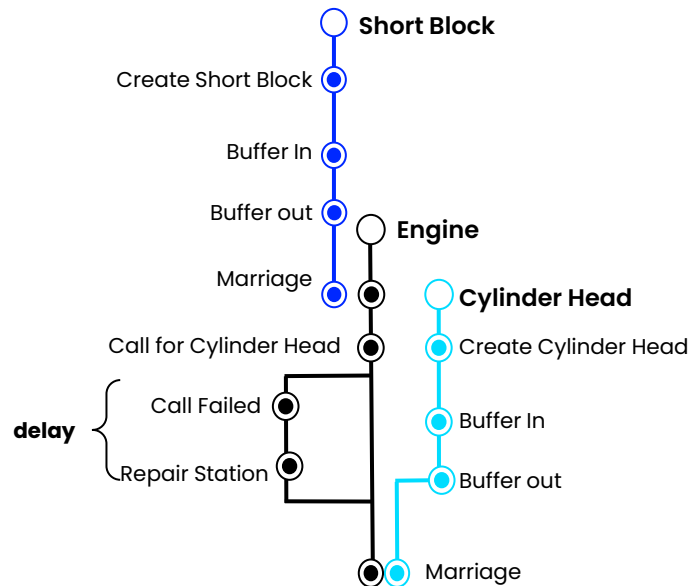 Short Block
Create Short Block
Buffer In
Buffer out
Engine
Marriage
Cylinder Head
Call for Cylinder Head
Create Cylinder Head
Call Failed
Buffer In
delay
Repair Station
Buffer out
Marriage